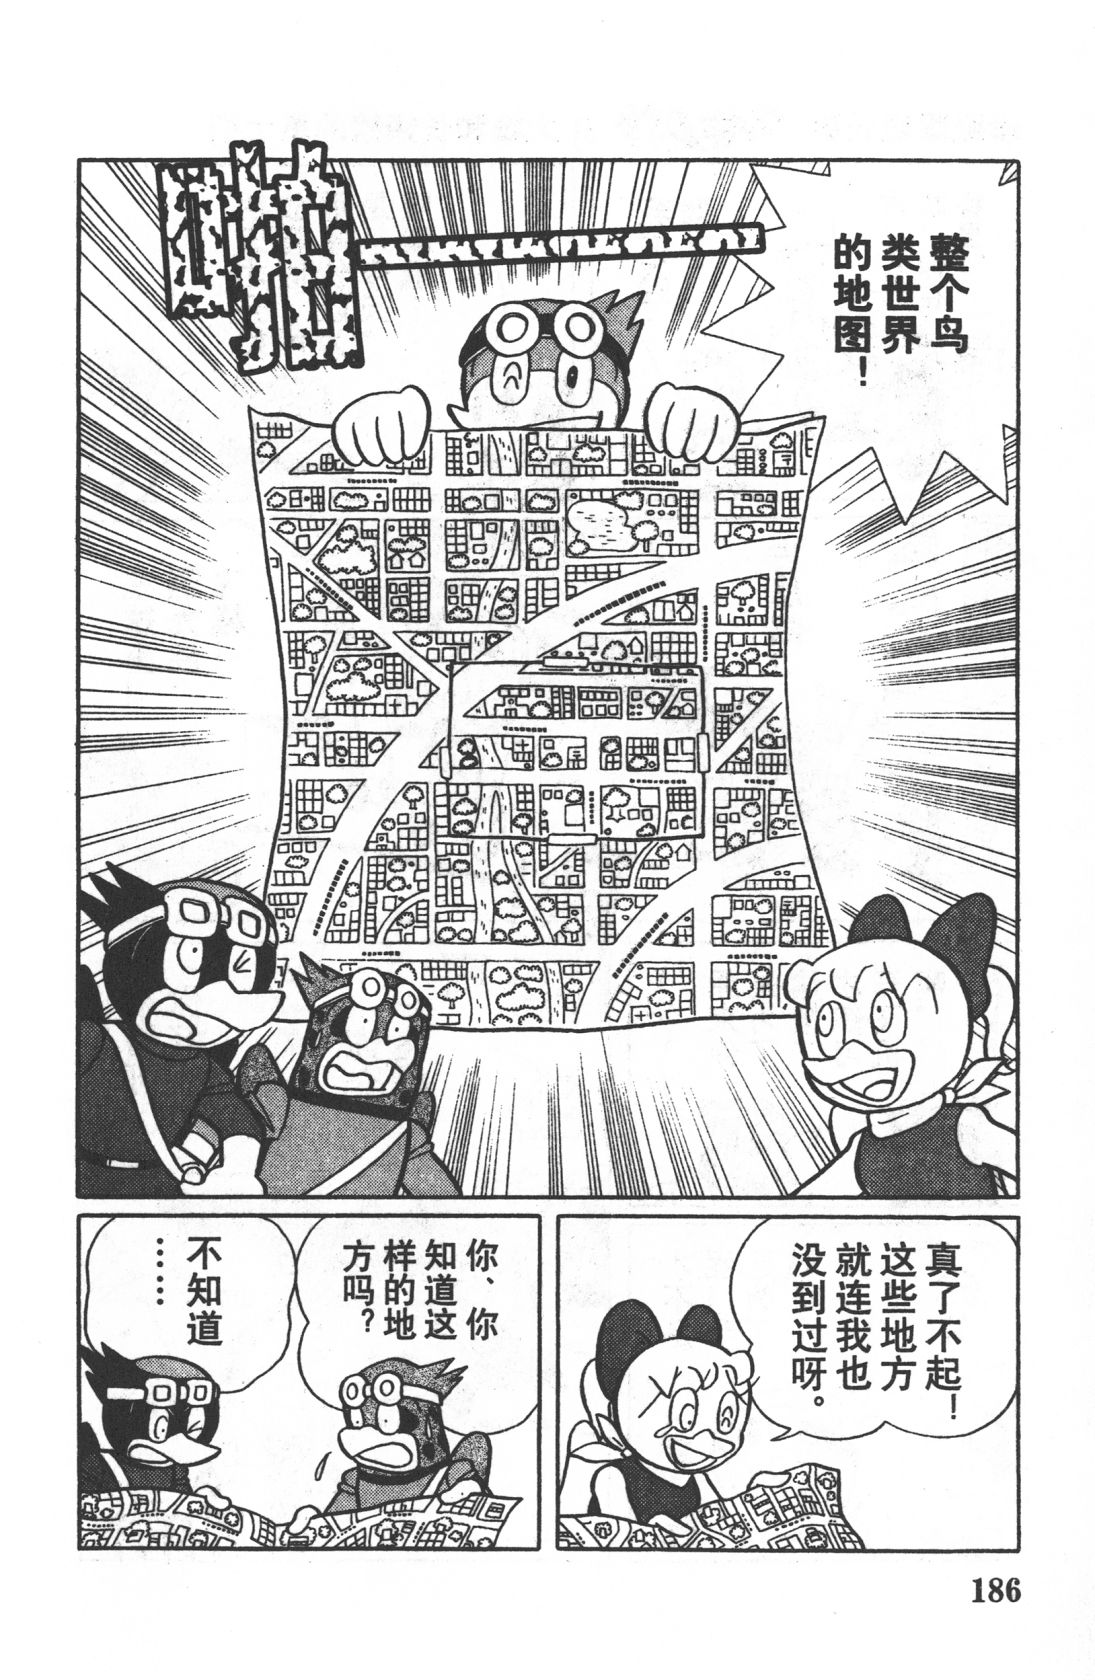 整个鸟
类世界
的地图！
哨——
真了不起！
这些地方
就连我也
没到过呀。
你、你
知道这
样的地
方吗？
不知道
……
186